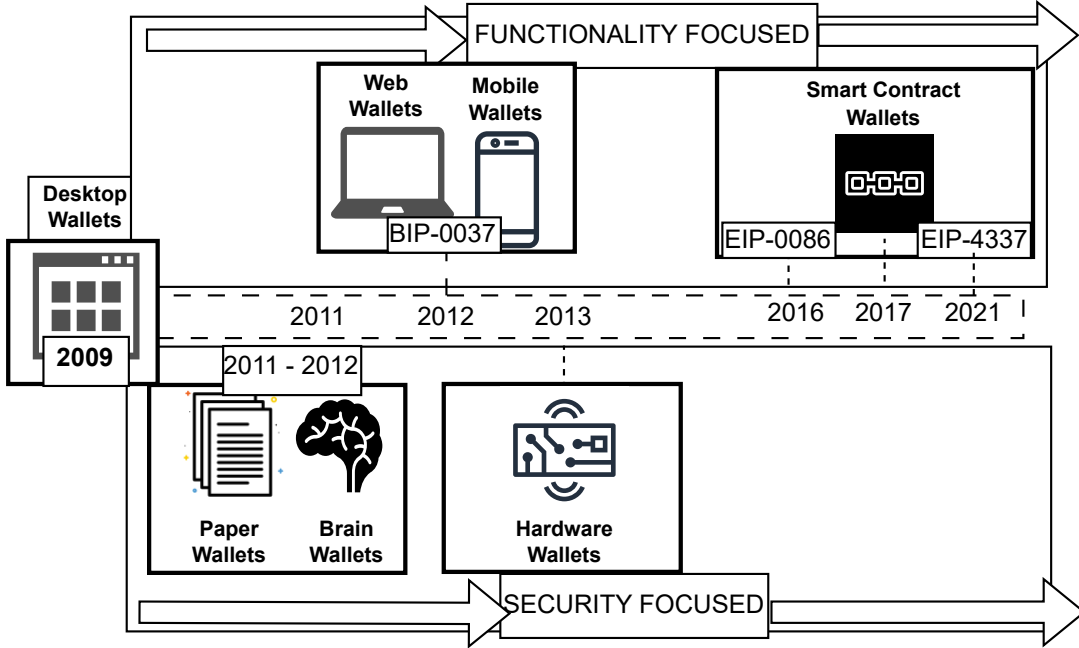 FUNCTIONALITY FOCUSED
Web
Wallets
Mobile
Wallets
Smart Contract
Wallets
Desktop
Wallets
BIP-0037
EIP-0086
EIP-4337
2009
2011
2012
2013
2016
2017
2021
2011 - 2012
Paper
Wallets
Brain
Wallets
Hardware
Wallets
SECURITY FOCUSED